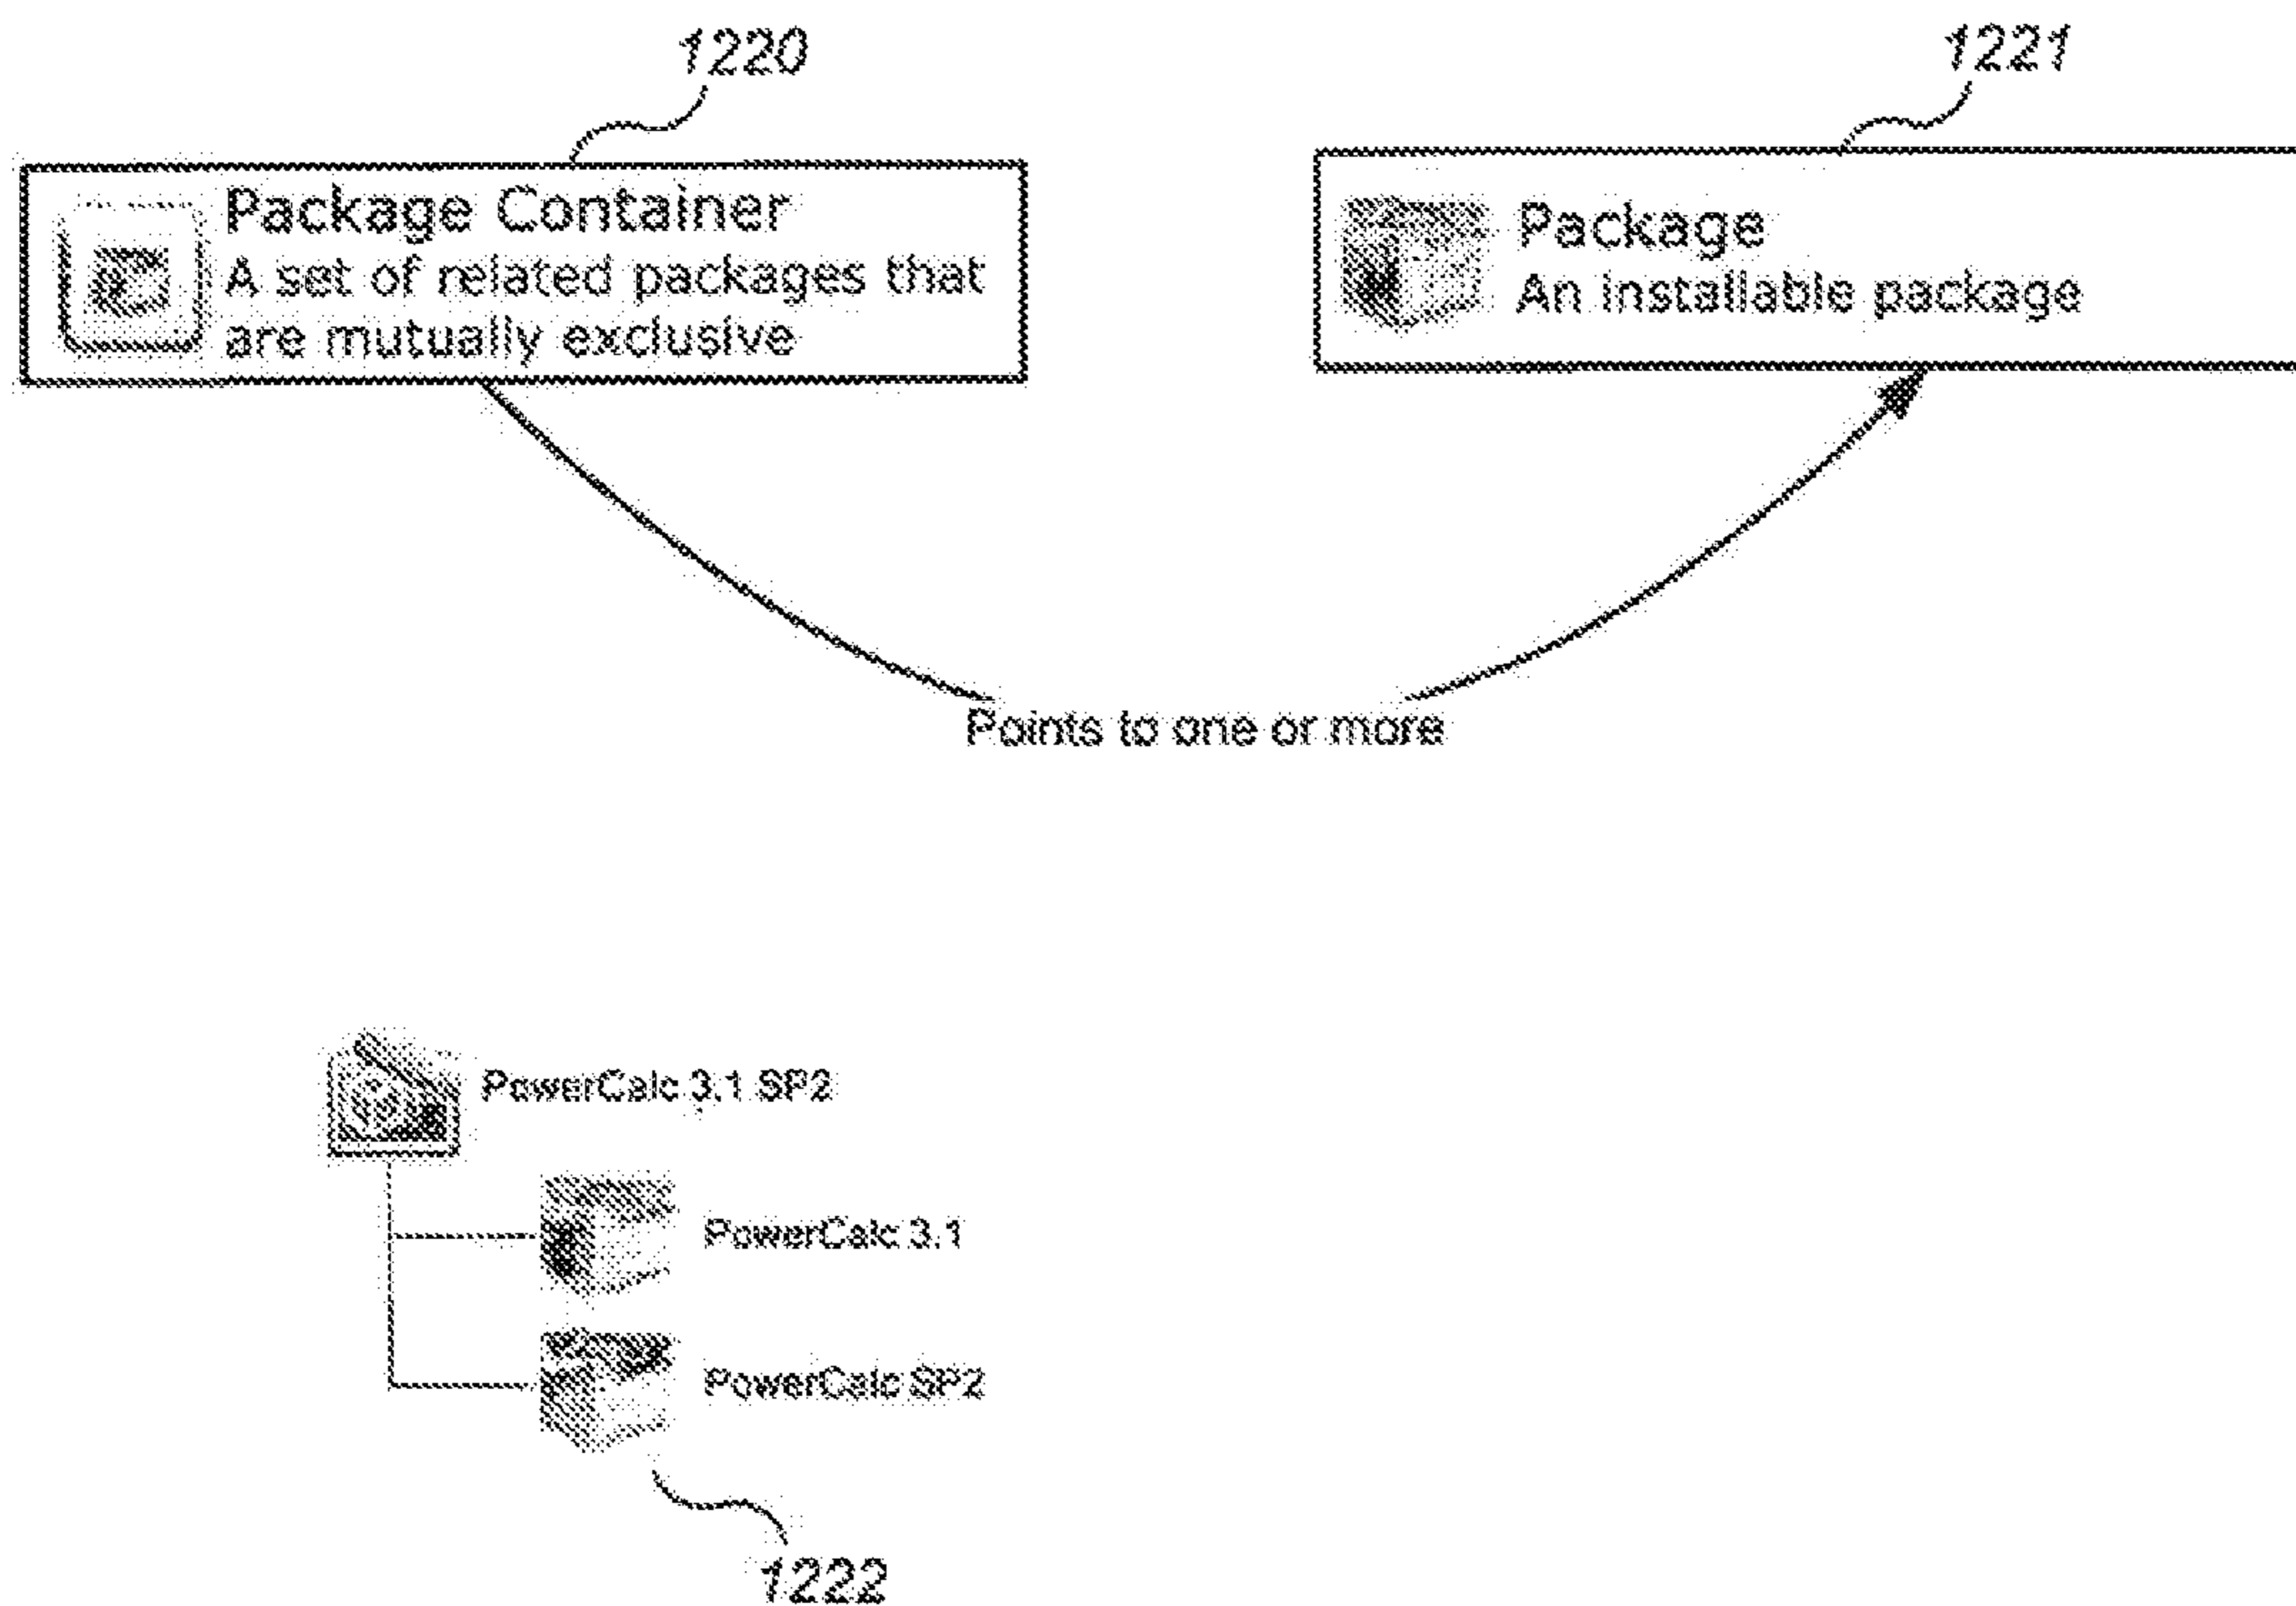 1220
1221
Package Container
A set of related packages that
are mutually exclusive
Package
An installable package
Points to one or more
PowerCalc 3.1 SP2
PowerCalc 3.1
PowerCalc SP2
1222